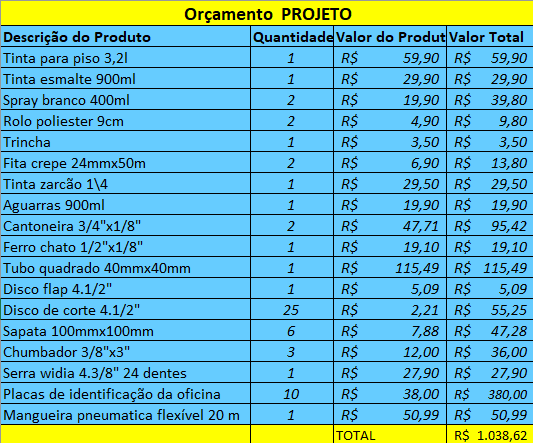 Orçamento PROJETO
Descrição do Produto Quantidade Valor do Produt Valor Total
Tinta para piso 3,2l 1 R$ 59,90 R$ 59,90
Tinta esmalte 900ml 1 R$ 29,90 R$ 29,90
Spray branco 400ml 2 R$ 19,90 R$ 39,80
Rolo poliester 9cm 2 R$ 4,90 R$ 9,80
Trincha 1 R$ 3,50 R$ 3,50
Fita crepe 24mmx50m 2 R$ 6,90 R$ 13,80
Tinta zarcão 1\4 1 R$ 29,50 R$ 29,50
Aguarras 900ml 1 R$ 19,90 R$ 19,90
Cantoneira 3/4"x1/8" 2 R$ 47,71 R$ 95,42
Ferro chato 1/2"x1/8" 1 R$ 19,10 R$ 19,10
Tubo quadrado 40mmx40mm 1 R$ 115,49 R$ 115,49
Disco flap 4.1/2" 1 R$ 5,09 R$ 5,09
Disco de corte 4.1/2" 25 R$ 2,21 R$ 55,25
Sapata 100mmx100mm 6 R$ 7,88 R$ 47,28
Chumbador 3/8"x3" 3 R$ 12,00 R$ 36,00
Serra widia 4.3/8" 24 dentes 1 R$ 27,90 R$ 27,90
Placas de identificação da oficina 10 R$ 38,00 R$ 380,00
Mangueira pneumatica flexível 20 m 1 R$ 50,99 R$ 50,99
TOTAL R$ 1.038,62